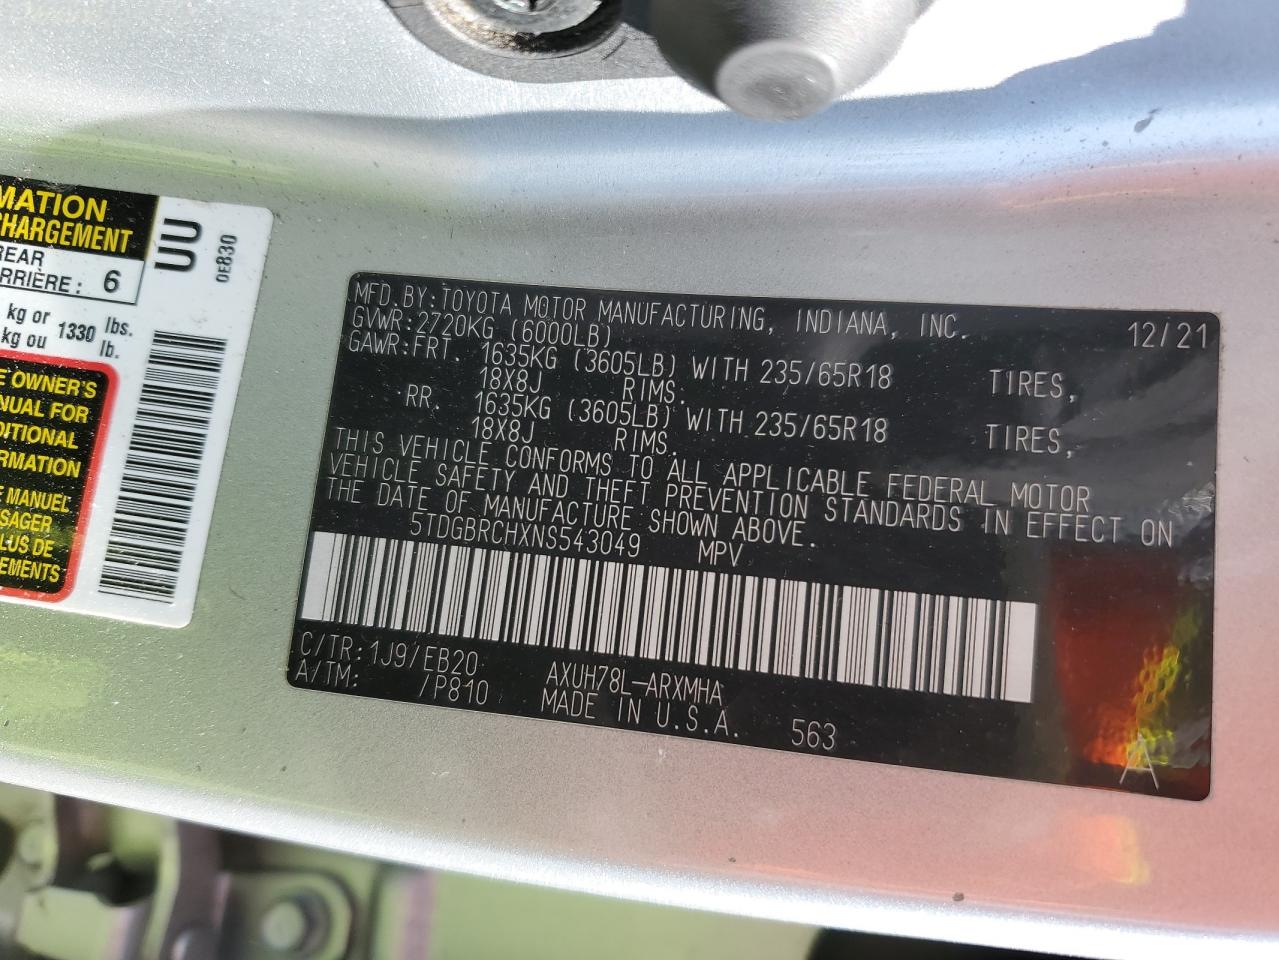 MATION
CHARGEMENT
REAR
RRIÈRE : 6
kg or
kg ou 1330 lbs.
lb.
E OWNER'S
NUAL FOR
DITIONAL
RMATION
E MANUEL
SAGER
LUS DE
EMENTS
UU
0E830
MFD.BY:TOYOTA MOTOR MANUFACTURING, INDIANA, INC. 12/21
GVWR:2720KG (6000LB)
GAWR:FRT. 1635KG (3605LB) WITH 235/65R18 TIRES,
18X8J RIMS.
RR. 1635KG (3605LB) WITH 235/65R18 TIRES,
18X8J RIMS.
THIS VEHICLE CONFORMS TO ALL APPLICABLE FEDERAL MOTOR
VEHICLE SAFETY AND THEFT PREVENTION STANDARDS IN EFFECT ON
THE DATE OF MANUFACTURE SHOWN ABOVE.
5TDGBRCHXNS543049 MPV
C/TR:1J9/EB20 AXUH78L-ARXMHA
A/TM: /P810 MADE IN U.S.A. 563
A